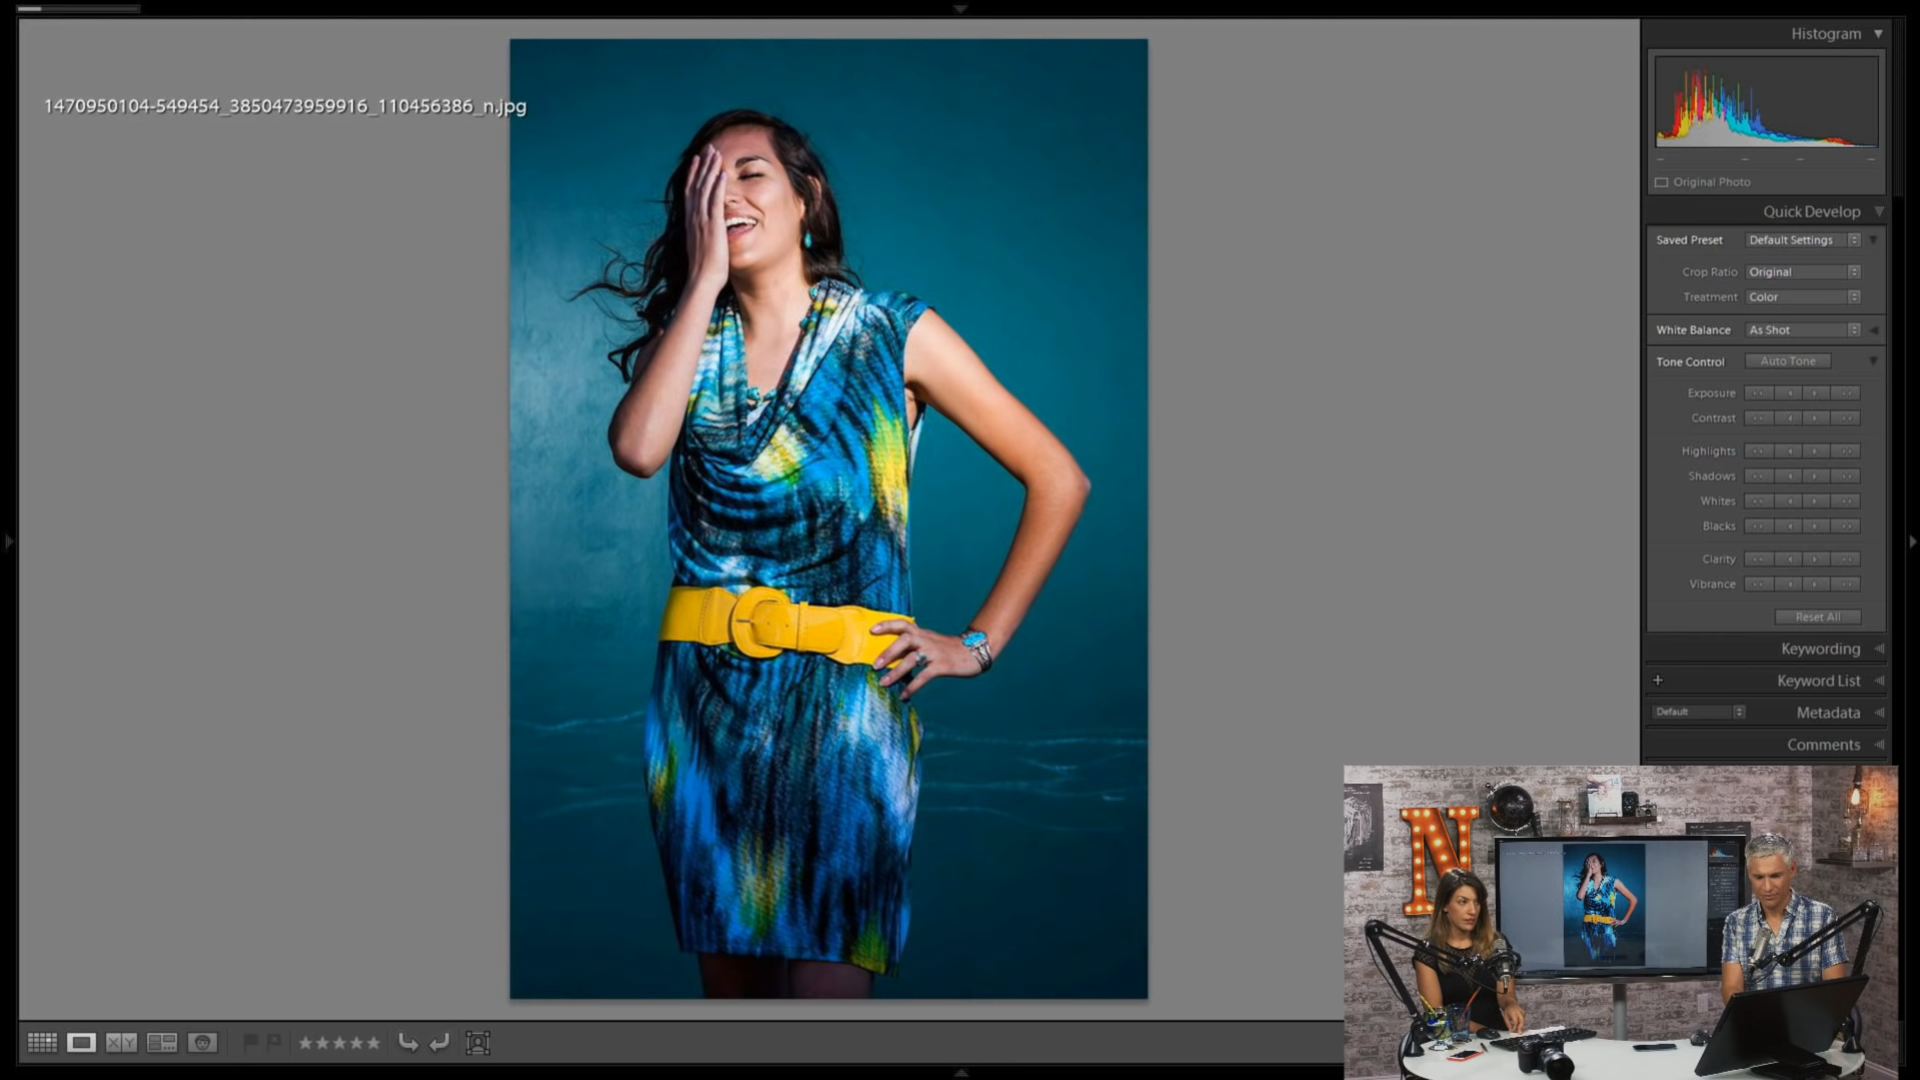 Histogram
1470950104-549454_3850473959916_110456386_n.jpg
Original Photo
Quick Develop
Saved Preset Default Settings
Crop Ratio Original
Treatment Color
White Balance As Shot
Tone Control Auto Tone
Exposure
Contrast
Highlights
Shadows
Whites
Blacks
Clarity
Vibrance
Reset All
Keywording
+ Keyword List
Default Metadata
Comments
N
XY